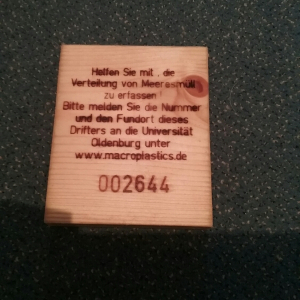 Helfen Sie mit, die
Verteilung von Meeresmüll
zu erfassen!
Bitte melden Sie die Nummer
und den Fundort dieses
Drifters an die Universität
Oldenburg unter
www.macroplastics.de
002644